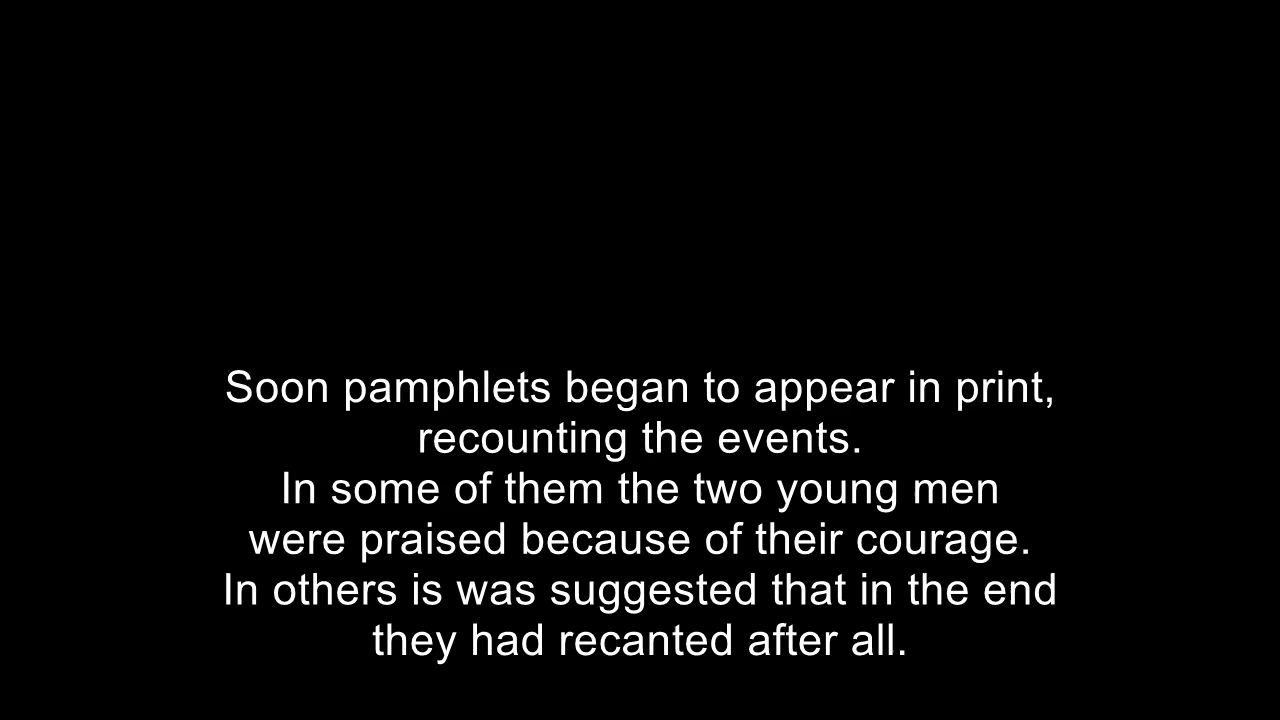 Soon pamphlets began to appear in print,
recounting the events.
In some of them the two young men
were praised because of their courage.
In others is was suggested that in the end
they had recanted after all.